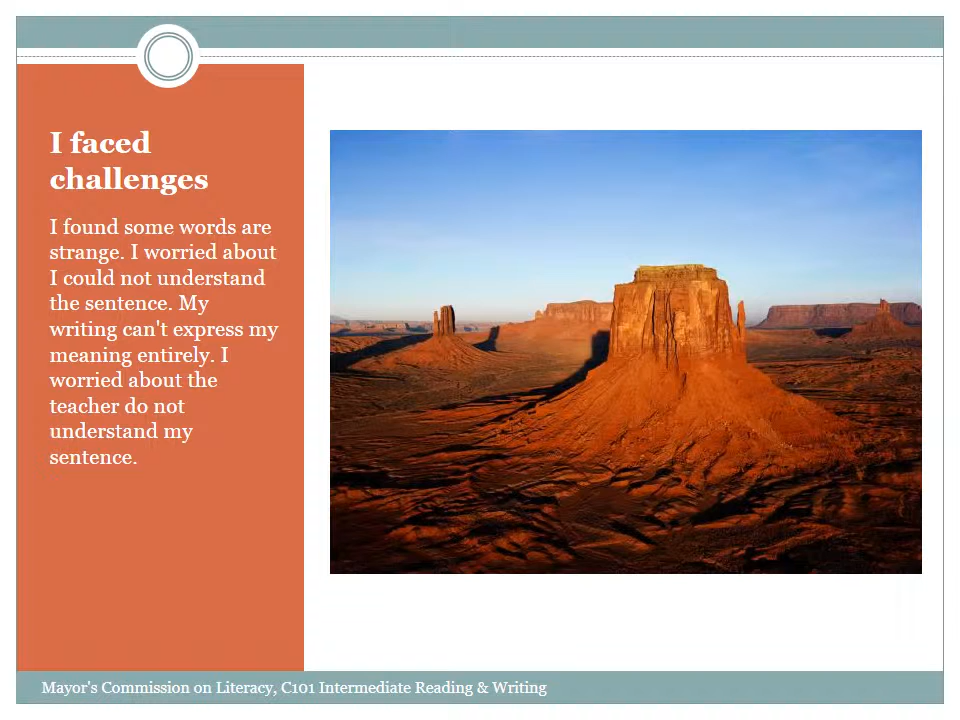 I faced
challenges
I found some words are
strange. I worried about
I could not understand
the sentence. My
writing can't express my
meaning entirely. I
worried about the
teacher do not
understand my
sentence.
Mayor's Commission on Literacy, C101 Intermediate Reading & Writing